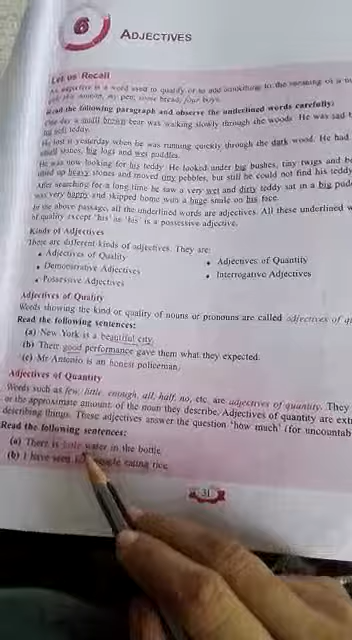 6
ADJECTIVES
Let us Recall
An adjective is a word used to qualify or to add something to the meaning of a
pen, some bread, four boys.
Read the following paragraph and observe the underlined words carefully:
One day a small brown bear was walking slowly through the woods. He was sad
big soft teddy.
He lost it yesterday when he was running quickly through the dark wood. He had
small stones, big logs and wet puddles.
He was now looking for his teddy. He looked under big bushes, tiny twigs and
lifted up heavy stones and moved tiny pebbles, but still he could not find his teddy
After searching for a long time he saw a very wet and dirty teddy sat in a big
was very happy and skipped home with a huge smile on his face.
In the above passage, all the underlined words are adjectives. All these underlined
of quality except 'his' as 'his' is a possessive adjective.
Kinds of Adjectives
There are different kinds of adjectives. They are:
• Adjectives of Quality
• Adjectives of Quantity
• Demonstrative Adjectives
• Interrogative Adjectives
• Possessive Adjectives
Adjectives of Quality
Words showing the kind or quality of nouns or pronouns are called adjectives of
Read the following sentences:
(a) New York is a beautiful city.
(b) Their good performance gave them what they expected.
(c) Mr Antonio is an honest policeman.
Adjectives of Quantity
Words such as few, little, enough, all, half, no, etc. are adjectives of quantity. They
or the approximate amount of the noun they describe. Adjectives of quantity are
describing things. These adjectives answer the question 'how much' (for
Read the following sentences:
(a) There is little water in the bottle.
(b) I have seen people eating rice.
31